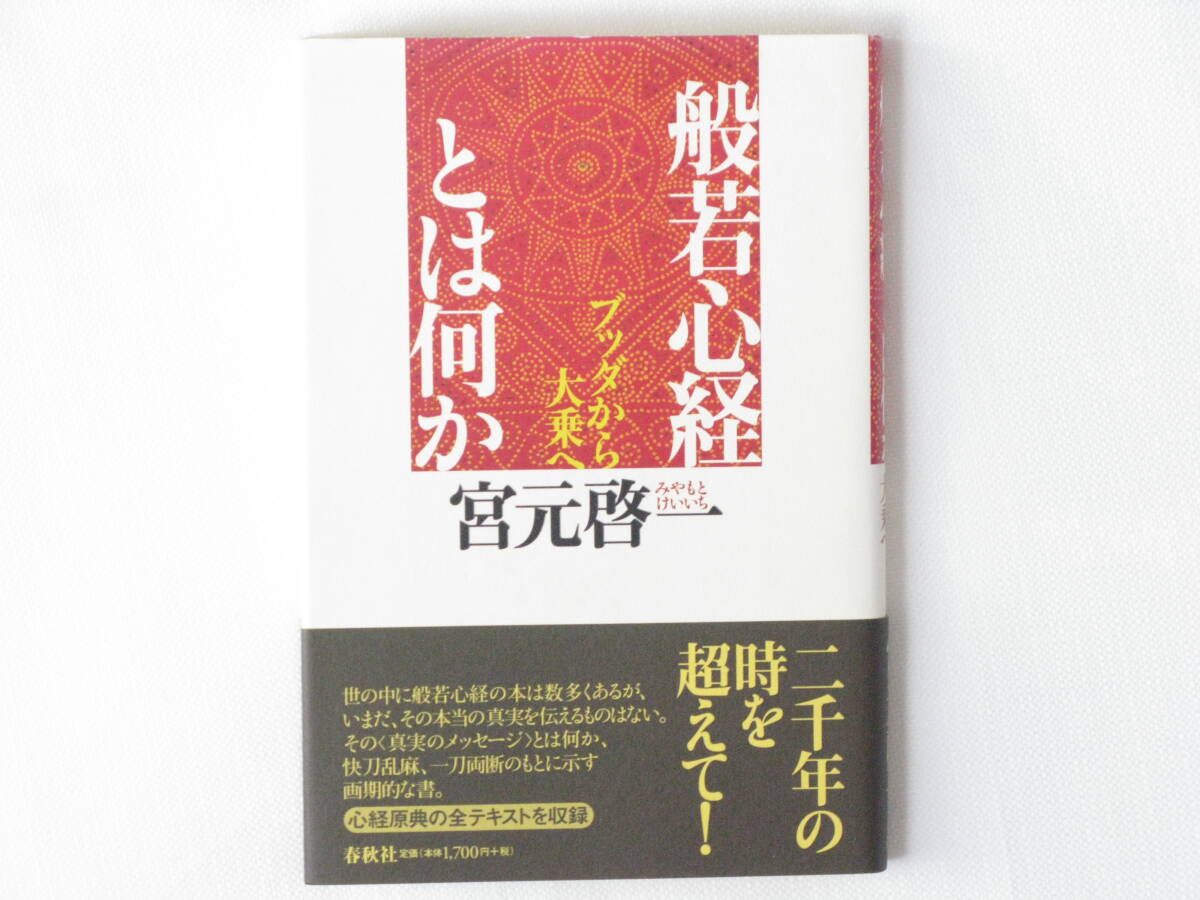 般若心経
とは何か
ブッダから
大乗へ
宮元啓一
みやもと
けいいち
二千年の
時を
超えて！
世の中に般若心経の本は数多くあるが、
いまだ、その本当の真実を伝えるものはない。
その〈真実のメッセージ〉とは何か、
快刀乱麻、一刀両断のもとに示す
画期的な書。
心経原典の全テキストを収録
春秋社 定価（本体1,700円+税）